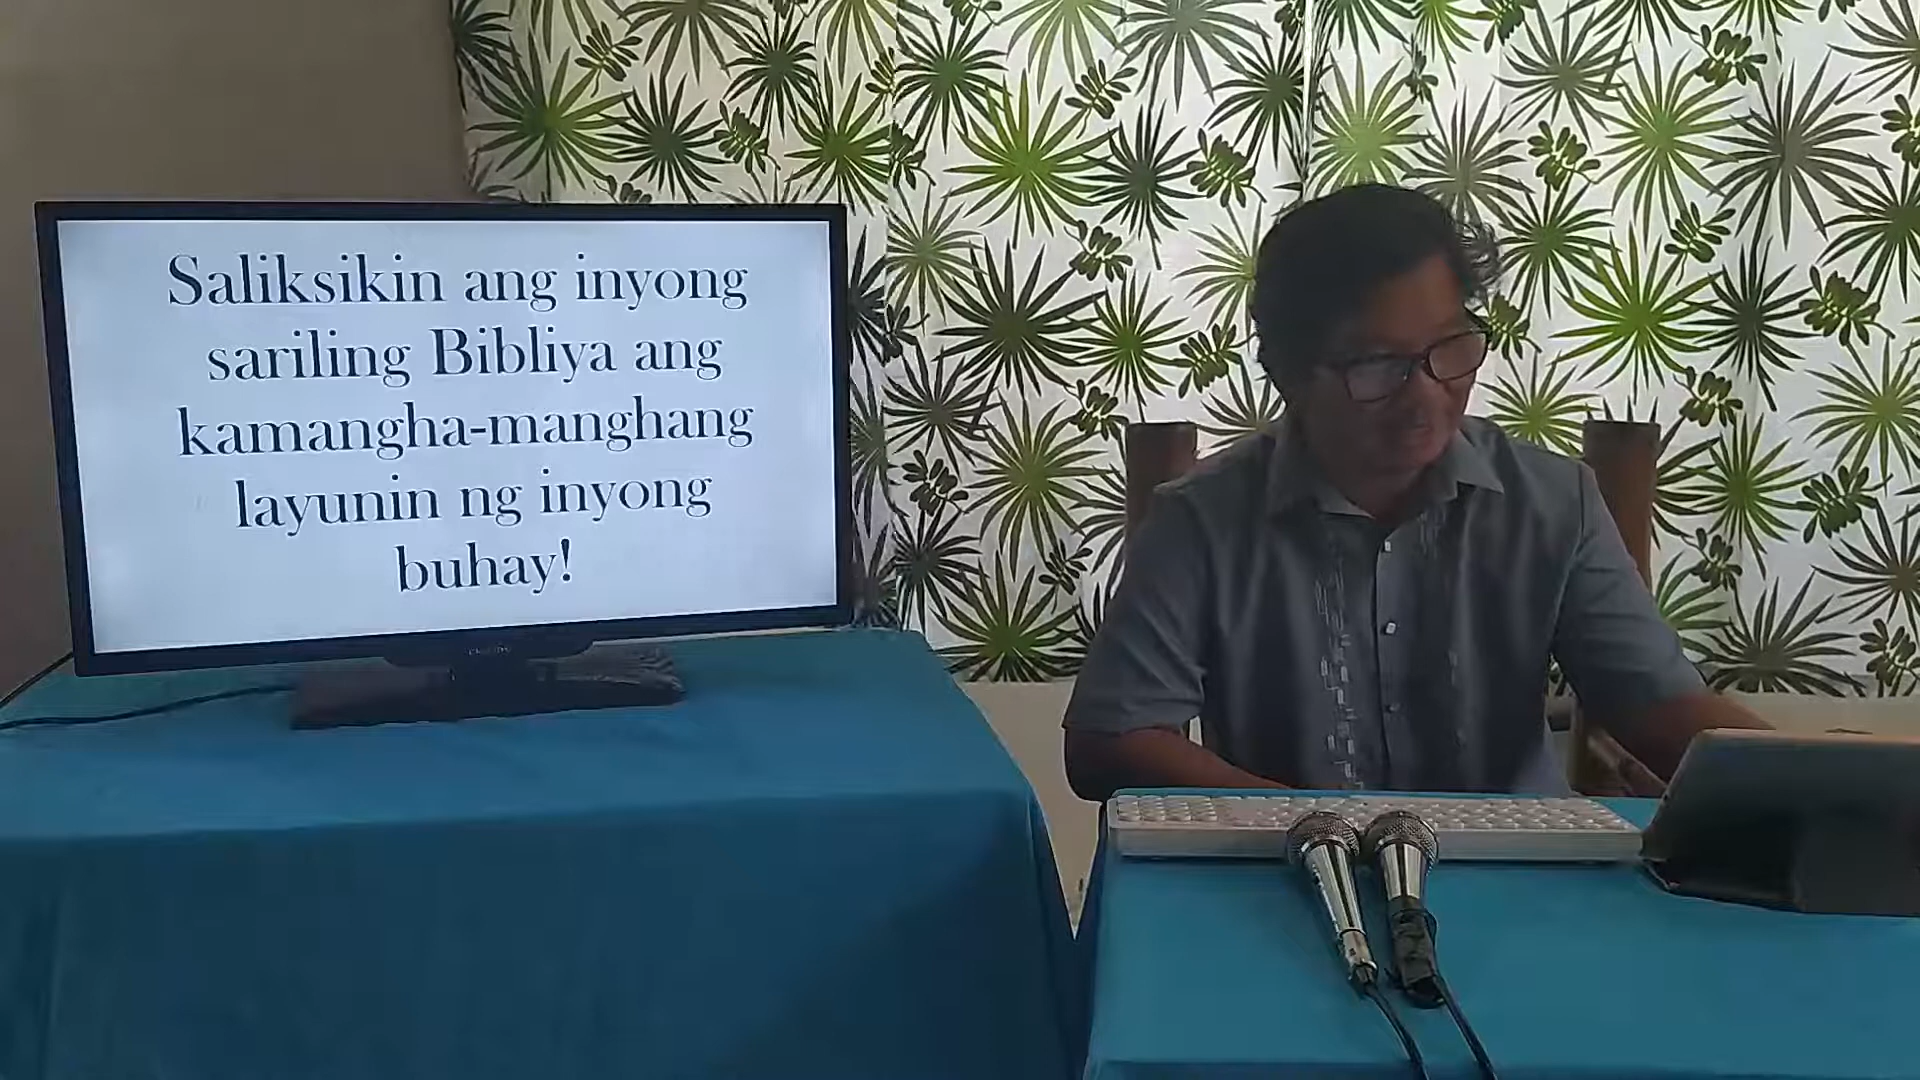 Saliksikin ang inyong
sariling Bibliya ang
kamangha-manghang
layunin ng inyong
buhay!